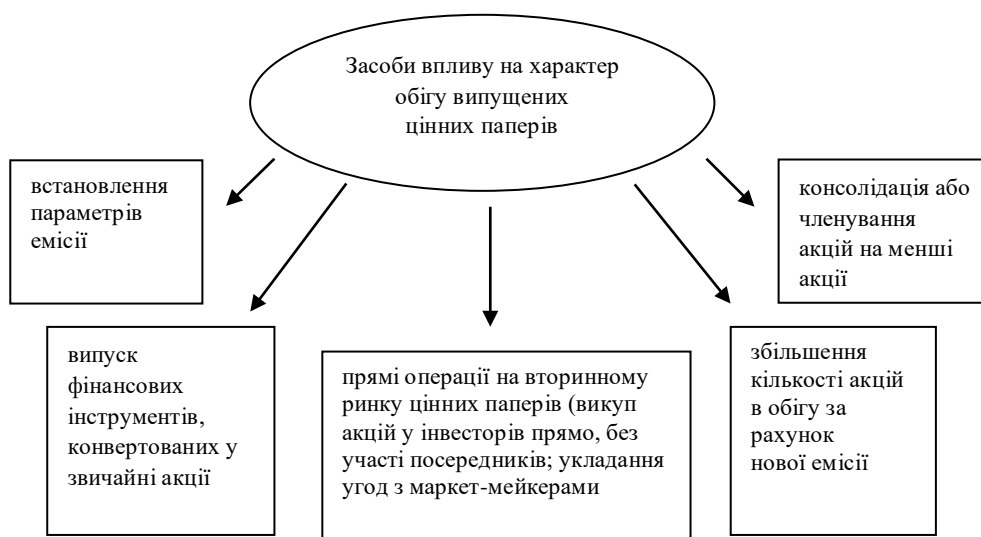 Засоби впливу на характер
обігу випущених
цінних паперів
встановлення
параметрів
емісії
консолідація або
членування
акцій на менші
акції
випуск
фінансових
інструментів,
конвертованих у
звичайні акції
прямі операції на вторинному
ринку цінних паперів (викуп
акцій у інвесторів прямо, без
участі посередників; укладання
угод з маркет-мейкерами
збільшення
кількості акцій
в обігу за
рахунок
нової емісії